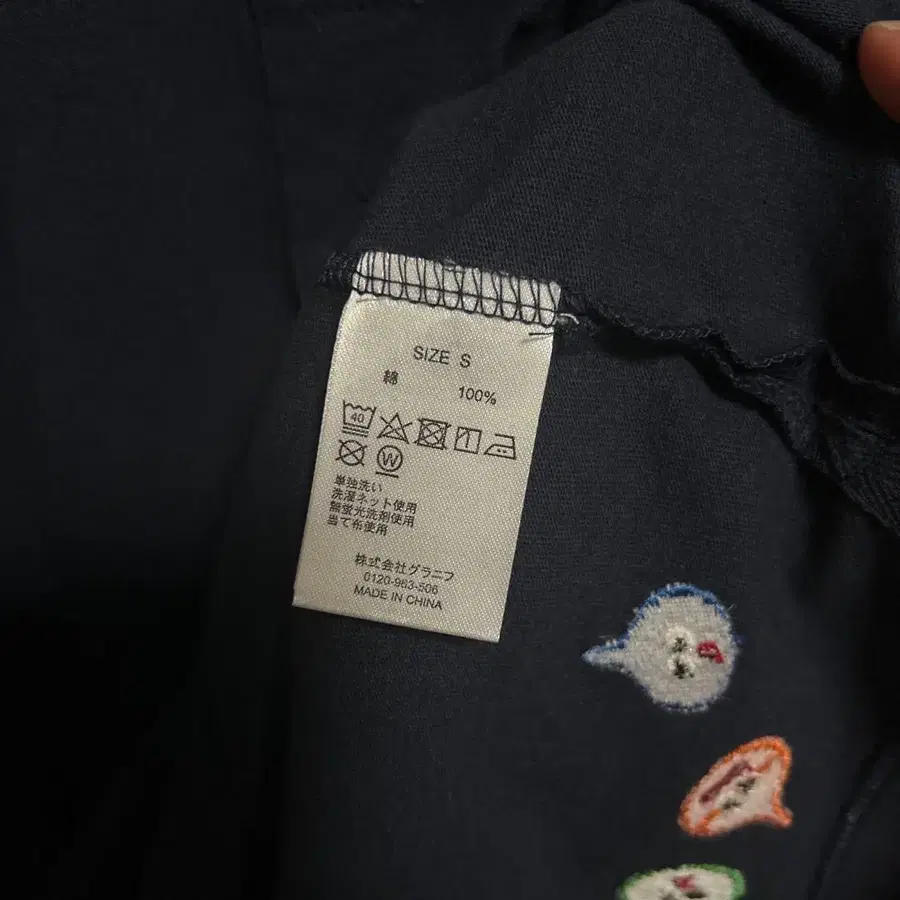 SIZE S
綿 100%
40
W
単独洗い
洗濯ネット使用
無蛍光洗剤使用
当て布使用
株式会社グラニフ
0120-963-506
MADE IN CHINA